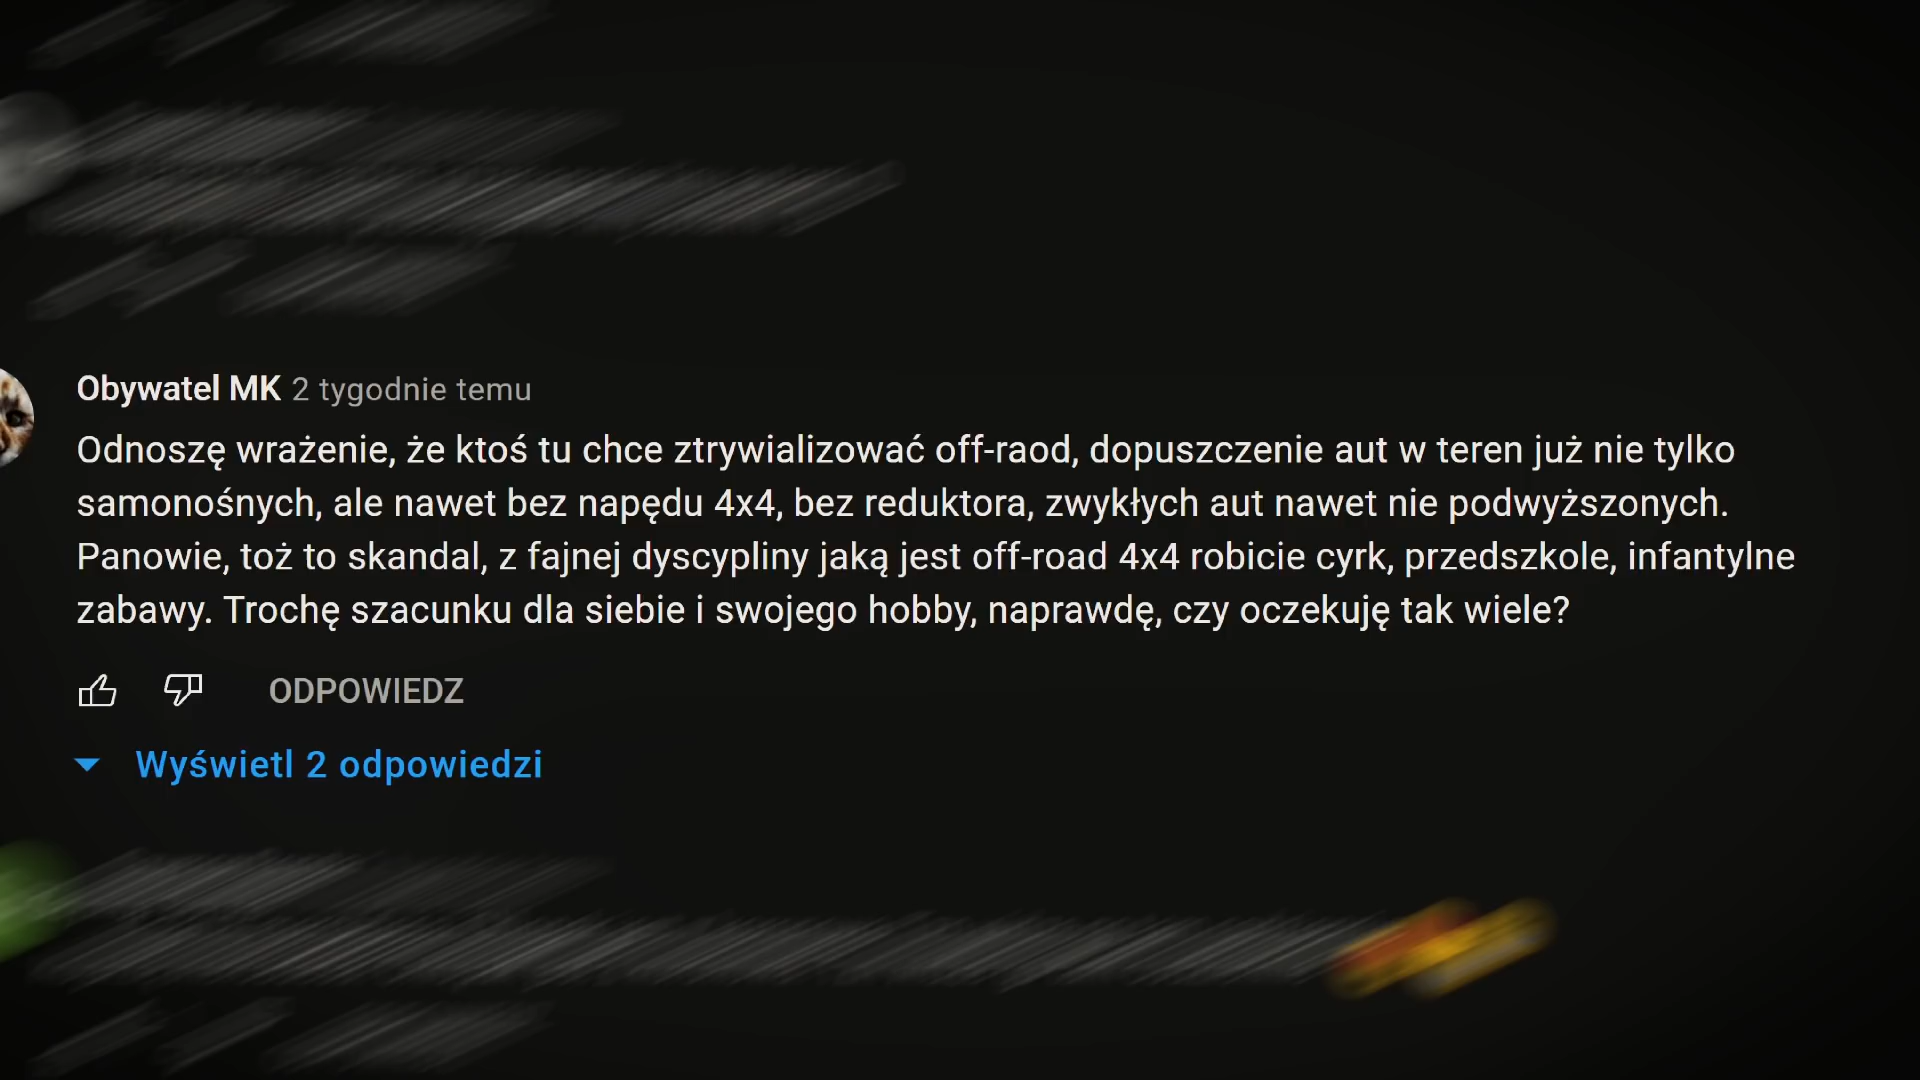 Obywatel MK 2 tygodnie temu
Odnoszę wrażenie, że ktoś tu chce ztrywializować off-raod, dopuszczenie aut w teren już nie tylko
samonośnych, ale nawet bez napędu 4x4, bez reduktora, zwykłych aut nawet nie podwyższonych.
Panowie, toż to skandal, z fajnej dyscypliny jaką jest off-road 4x4 robicie cyrk, przedszkole, infantylne
zabawy. Trochę szacunku dla siebie i swojego hobby, naprawdę, czy oczekuję tak wiele?
ODPOWIEDZ
Wyświetl 2 odpowiedzi